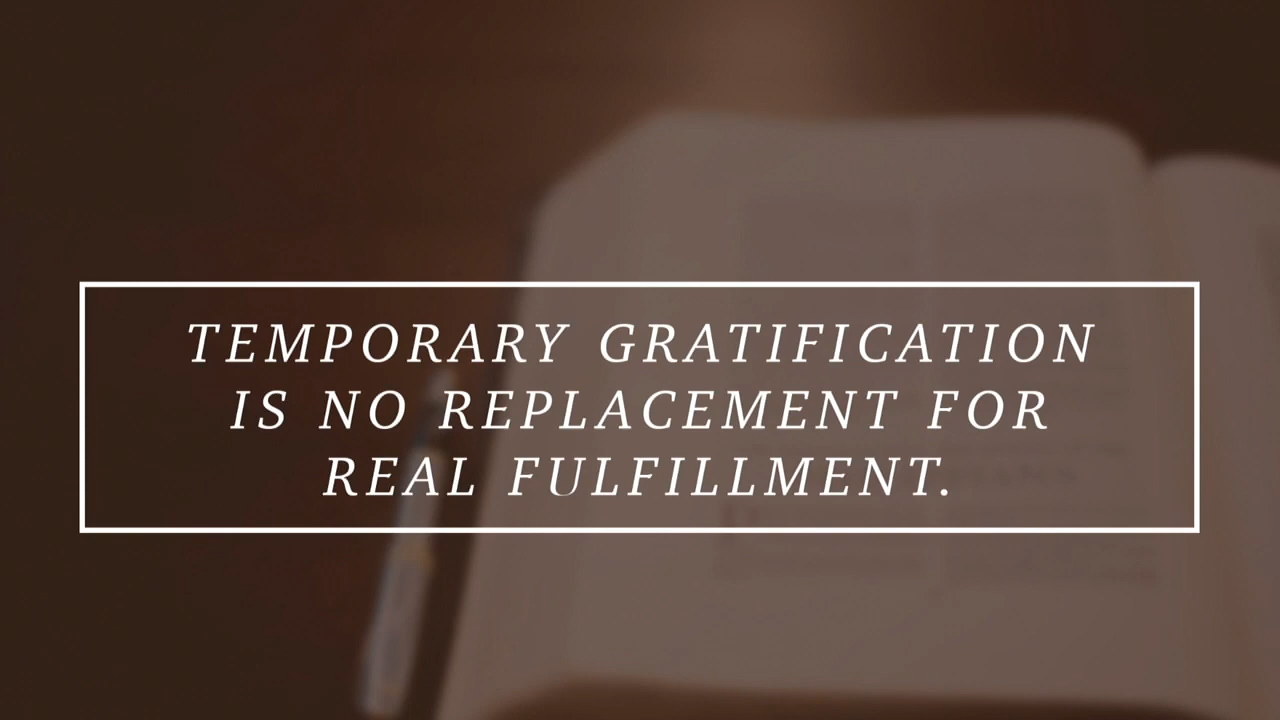 TEMPORARY GRATIFICATION
IS NO REPLACEMENT FOR
REAL FULFILLMENT.